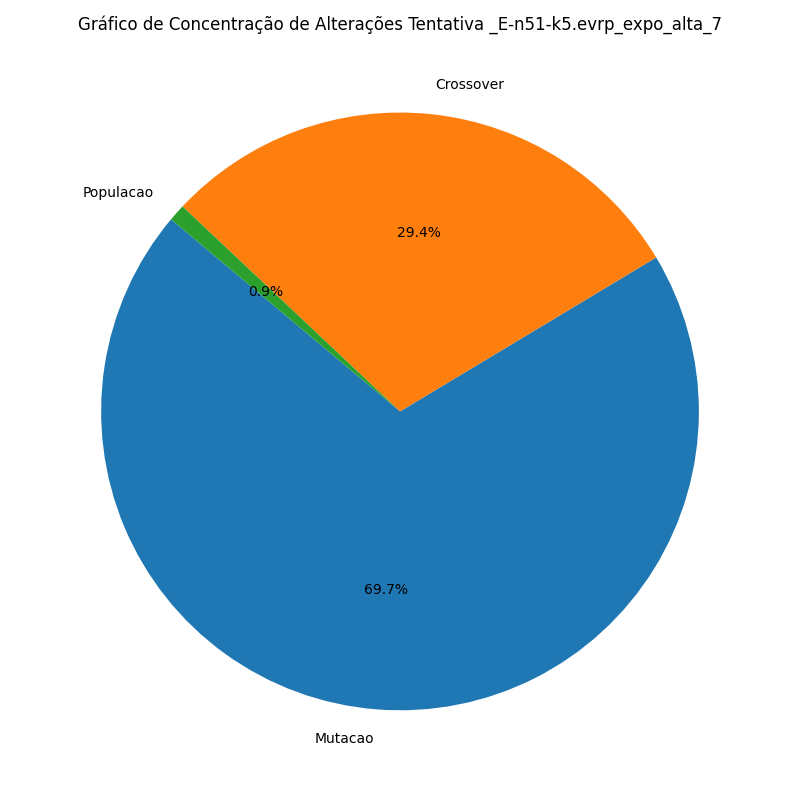 Gráfico de Concentração de Alterações Tentativa _E-n51-k5.evrp_expo_alta_7
Crossover
Populacao
29.4%
0.9%
69.7%
Mutacao